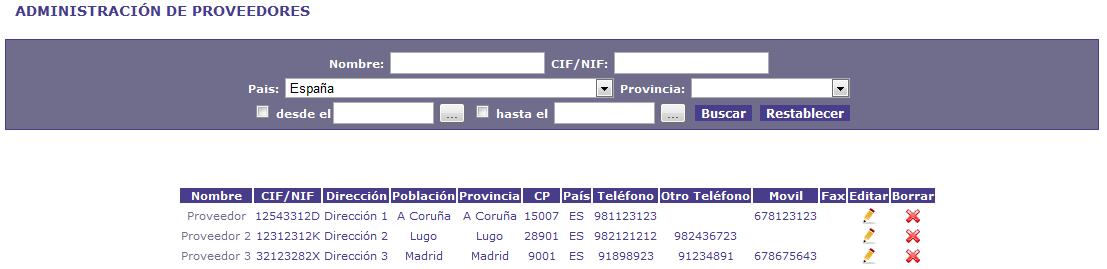 ADMINISTRACIÓN DE PROVEEDORES
Nombre: CIF/NIF:
Pais: España Provincia:
desde el ... hasta el ... Buscar Restablecer
Nombre CIF/NIF Dirección Población Provincia CP País Teléfono Otro Teléfono Movil Fax Editar Borrar
Proveedor 12543312D Dirección 1 A Coruña A Coruña 15007 ES 981123123 678123123
Proveedor 2 12312312K Dirección 2 Lugo Lugo 28901 ES 982121212 982436723
Proveedor 3 32123282X Dirección 3 Madrid Madrid 9001 ES 91898923 91234891 678675643